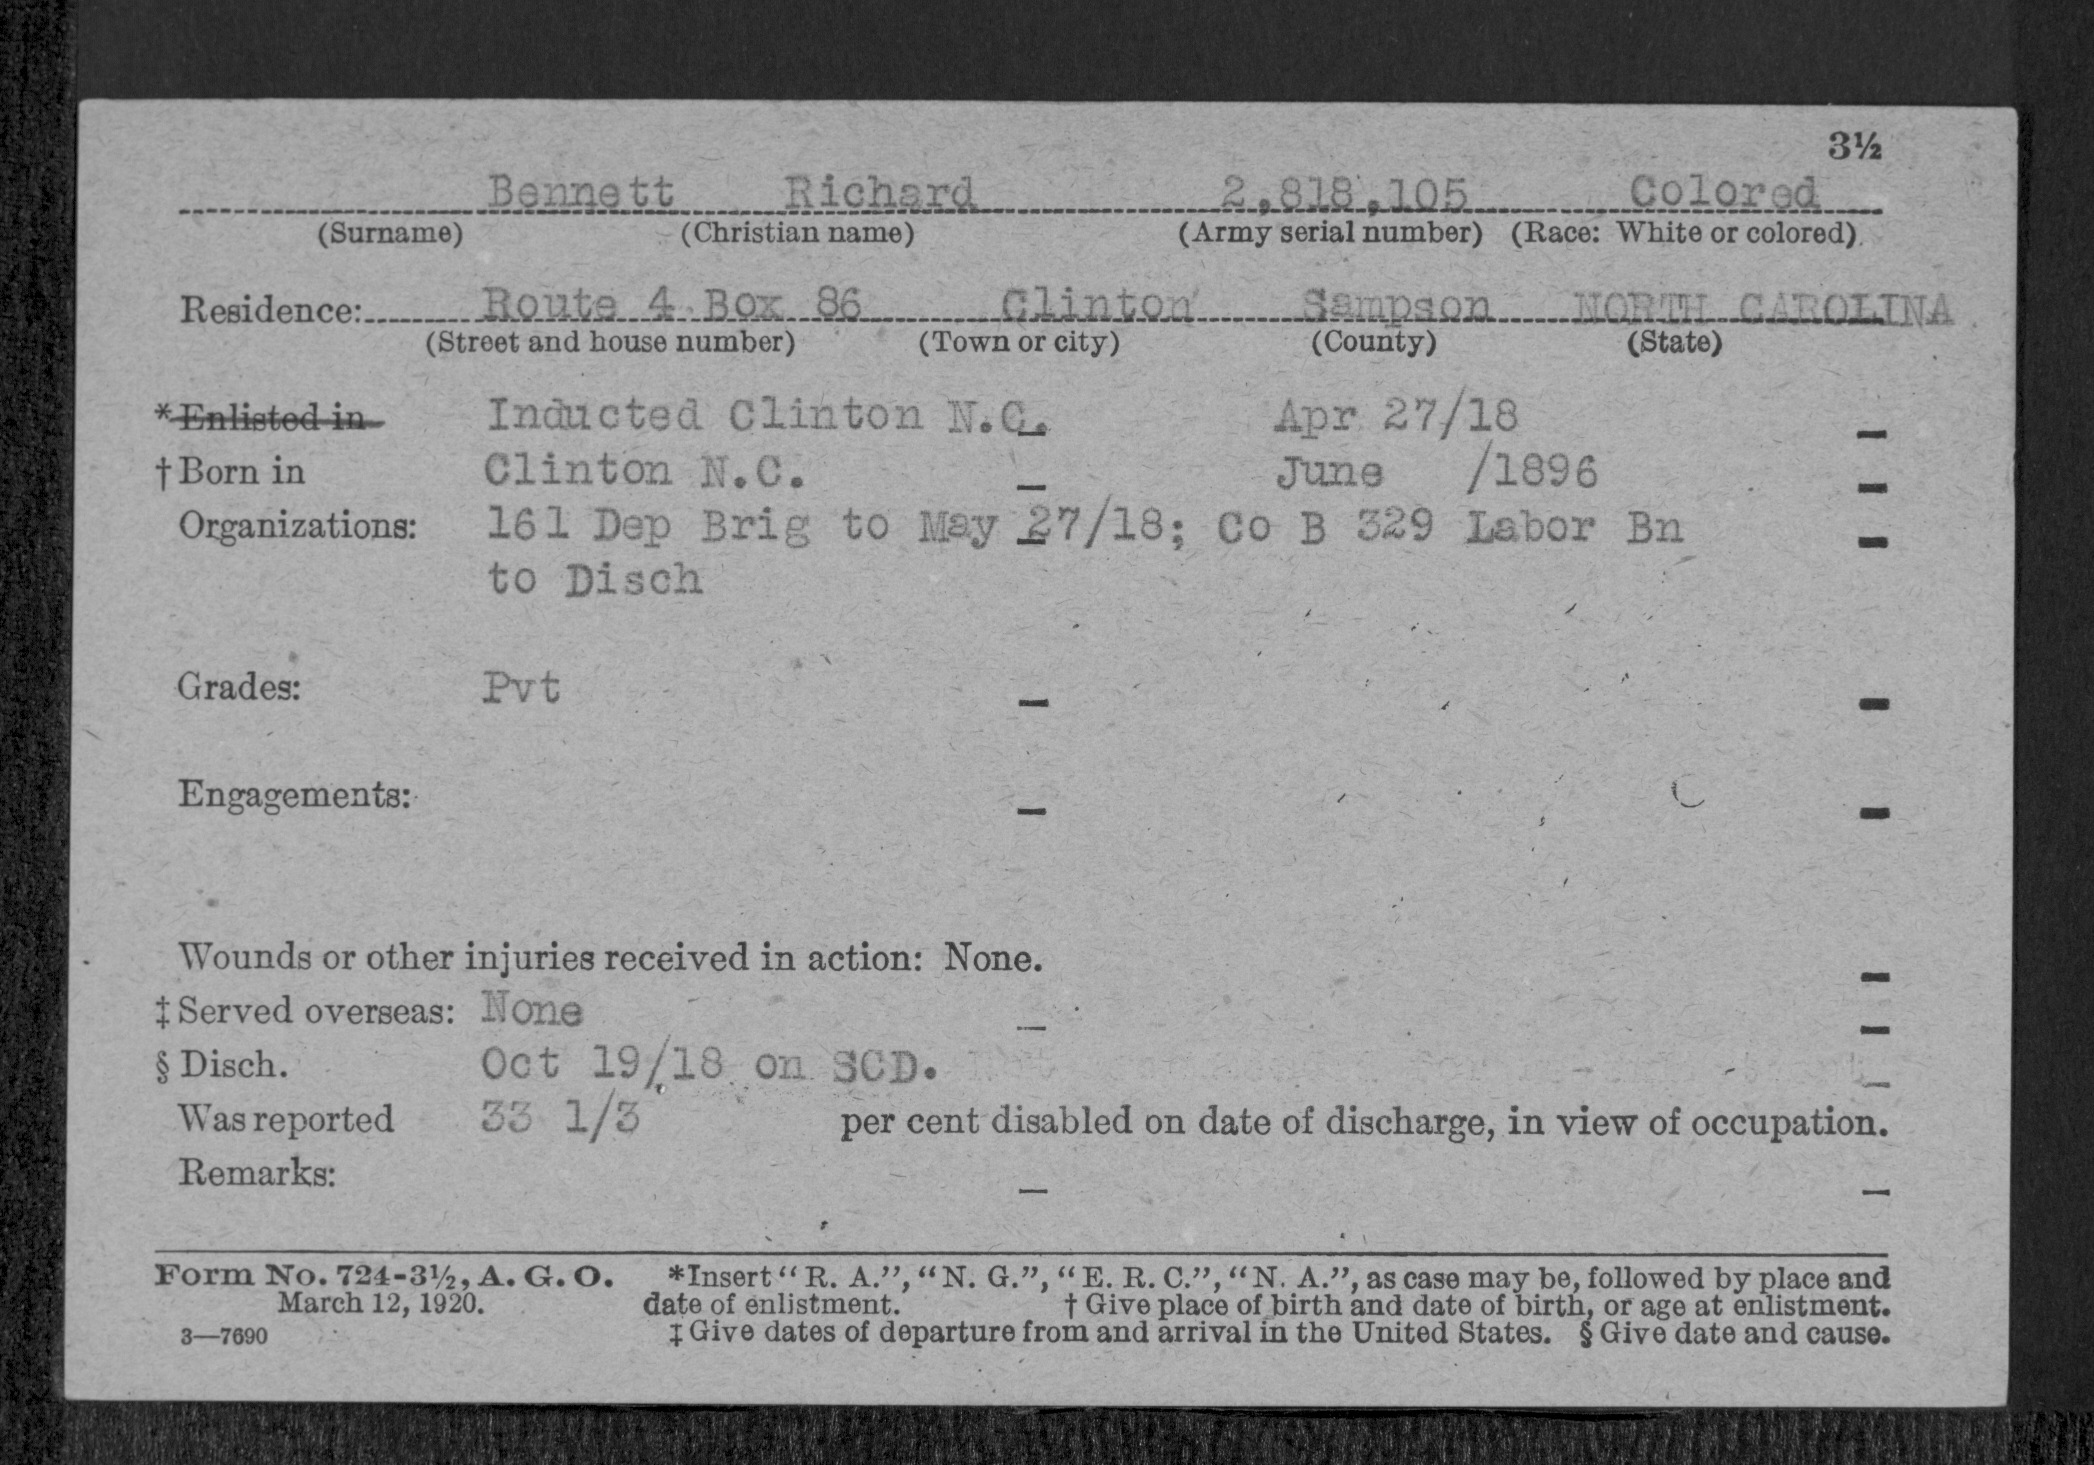 3½
Bennett Richard 2,818,105 Colored
(Surname) (Christian name) (Army serial number) (Race: White or colored)
Residence: Route 4 Box 86 Clinton Sampson NORTH CAROLINA
(Street and house number) (Town or city) (County) (State)
*Enlisted in Inducted Clinton N.C. Apr 27/18
†Born in Clinton N.C. June /1896
Organizations: 161 Dep Brig to May 27/18; Co B 329 Labor Bn
to Disch
Grades: Pvt
Engagements:
Wounds or other injuries received in action: None.
‡Served overseas: None
§Disch. Oct 19/18 on SCD.
Was reported 33 1/3 per cent disabled on date of discharge, in view of occupation.
Remarks:
Form No. 724-3½, A. G. O. *Insert "R. A.", "N. G.", "E. R. C.", "N. A.", as case may be, followed by place and
March 12, 1920. date of enlistment. †Give place of birth and date of birth, or age at enlistment.
3—7690 ‡Give dates of departure from and arrival in the United States. §Give date and cause.